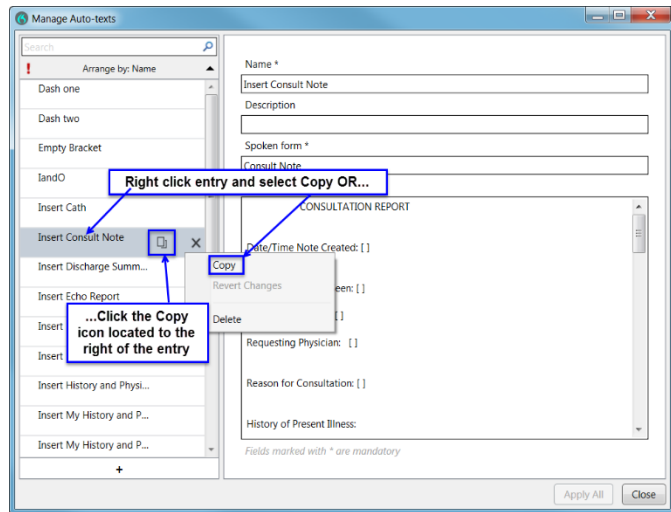 Manage Auto-texts
Search
! Arrange by: Name
Dash one
Dash two
Empty Bracket
IandO
Insert Cath
Insert Consult Note
Insert Discharge Summ...
Insert Echo Report
Insert
Insert
Insert History and Physi...
Insert My History and P...
Insert My History and P...
+
Right click entry and select Copy OR...
...Click the Copy
icon located to the
right of the entry
Copy
Revert Changes
Delete
Name *
Insert Consult Note
Description
Spoken form *
Consult Note
CONSULTATION REPORT
Date/Time Note Created: [ ]
een: [ ]
[ ]
Requesting Physician: [ ]
Reason for Consultation: [ ]
History of Present Illness:
Fields marked with * are mandatory
Apply All
Close